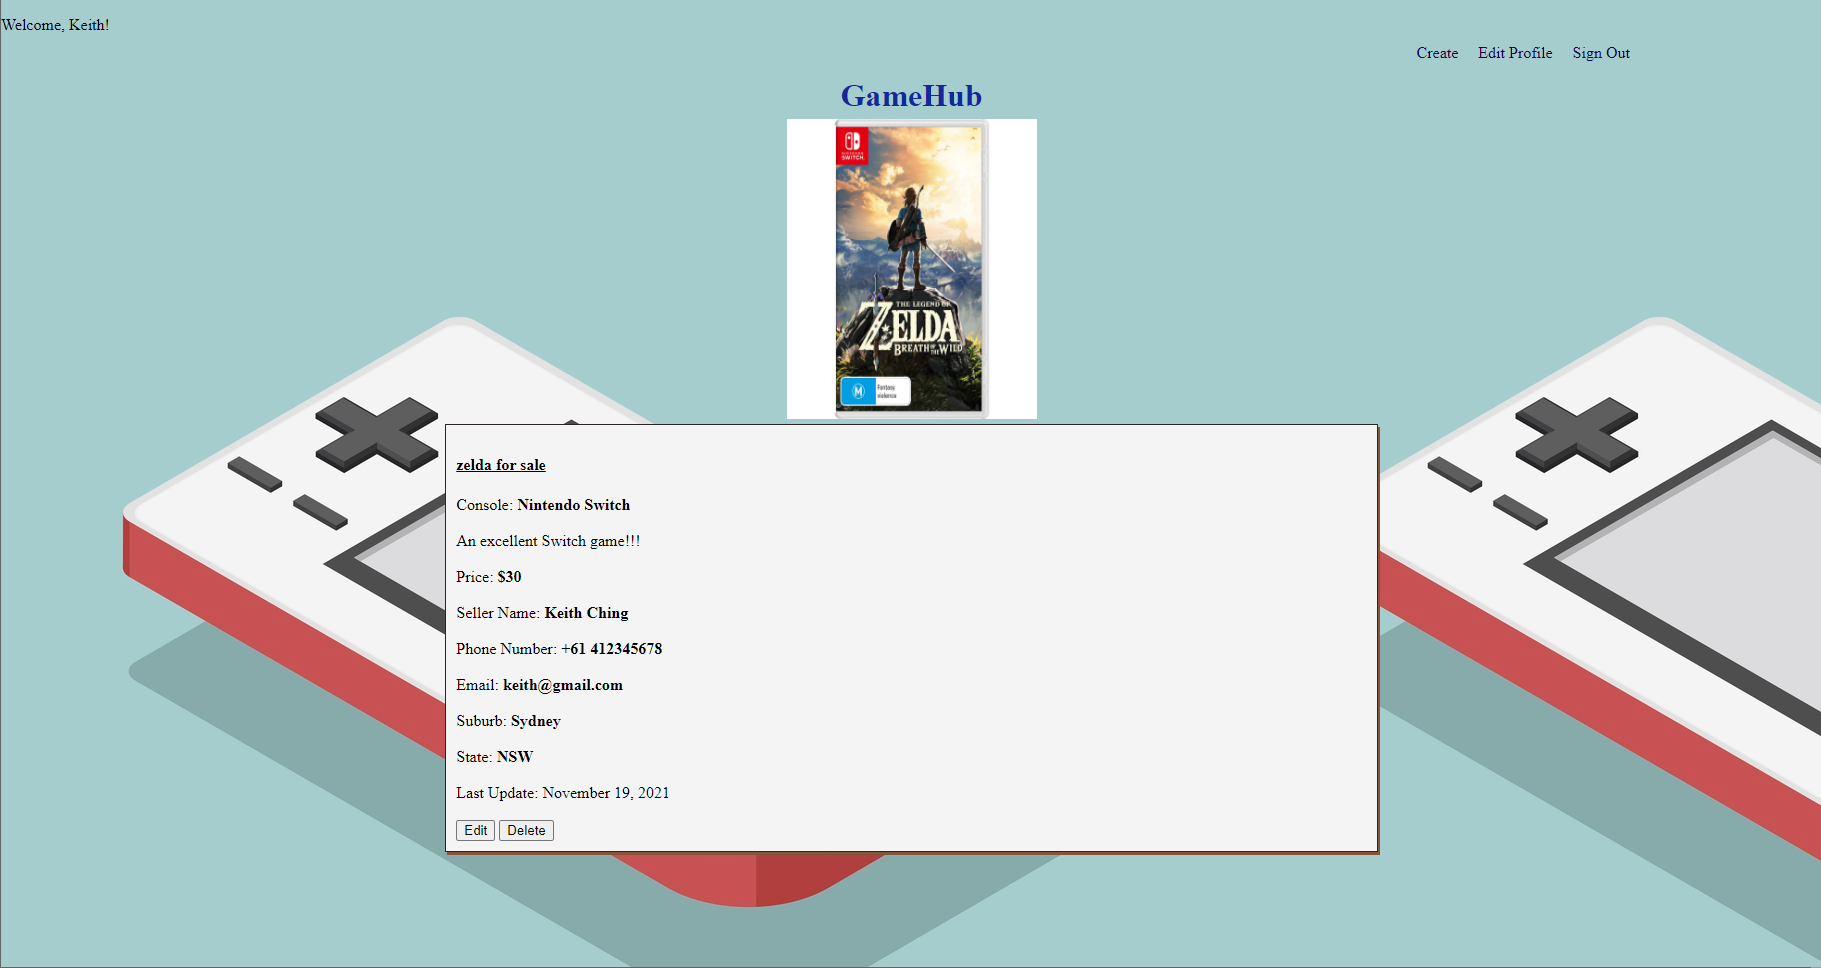 Welcome, Keith!
Create Edit Profile Sign Out
GameHub
NINTENDO
SWITCH
THE LEGEND OF
ZELDA
BREATH OF THE WILD
M Fantasy
violence
zelda for sale
Console: Nintendo Switch
An excellent Switch game!!!
Price: $30
Seller Name: Keith Ching
Phone Number: +61 412345678
Email: keith@gmail.com
Suburb: Sydney
State: NSW
Last Update: November 19, 2021
Edit Delete